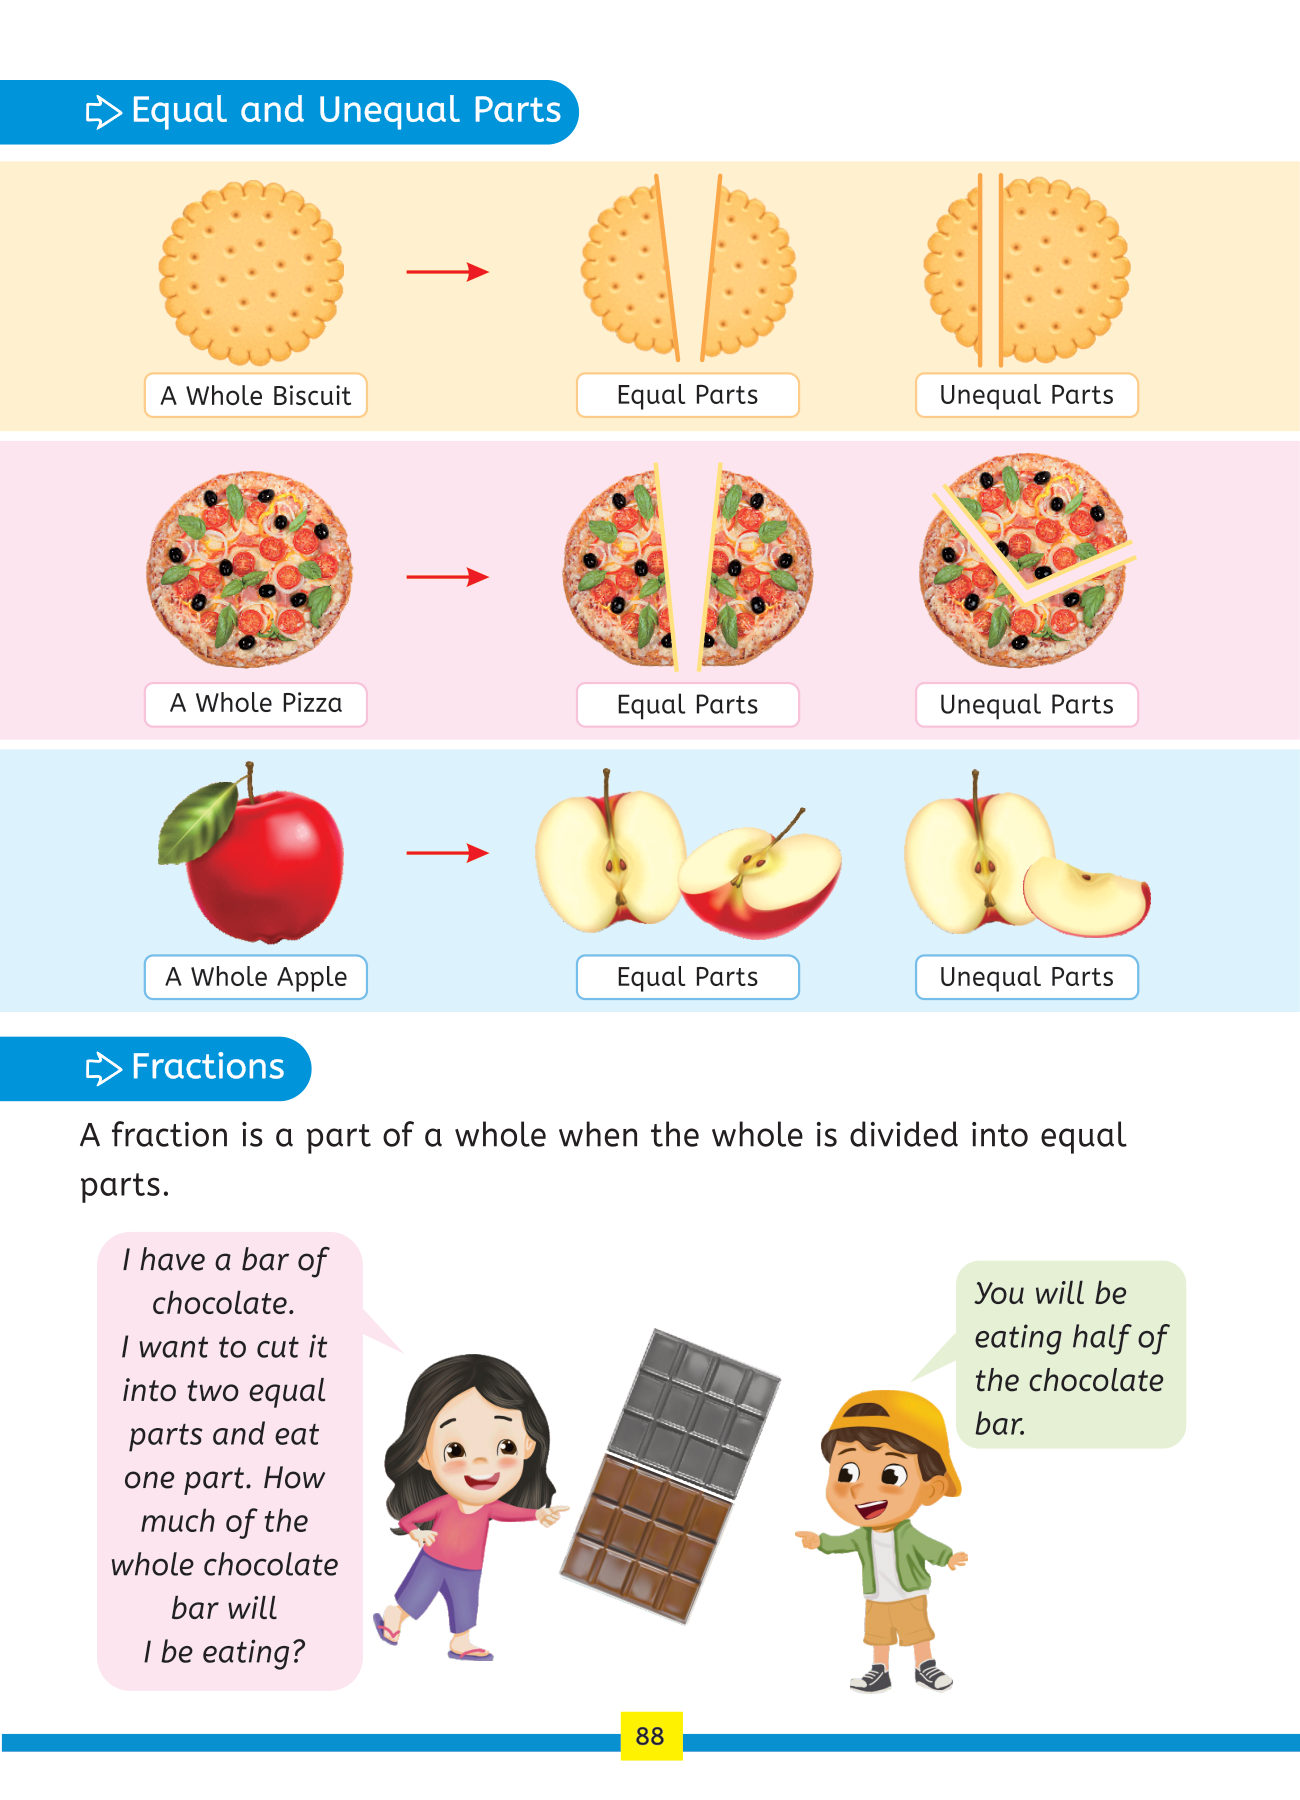 Equal and Unequal Parts
A Whole Biscuit
Equal Parts
Unequal Parts
A Whole Pizza
Equal Parts
Unequal Parts
A Whole Apple
Equal Parts
Unequal Parts
Fractions
A fraction is a part of a whole when the whole is divided into equal
parts.
I have a bar of
chocolate.
I want to cut it
into two equal
parts and eat
one part. How
much of the
whole chocolate
bar will
I be eating?
You will be
eating half of
the chocolate
bar.
88